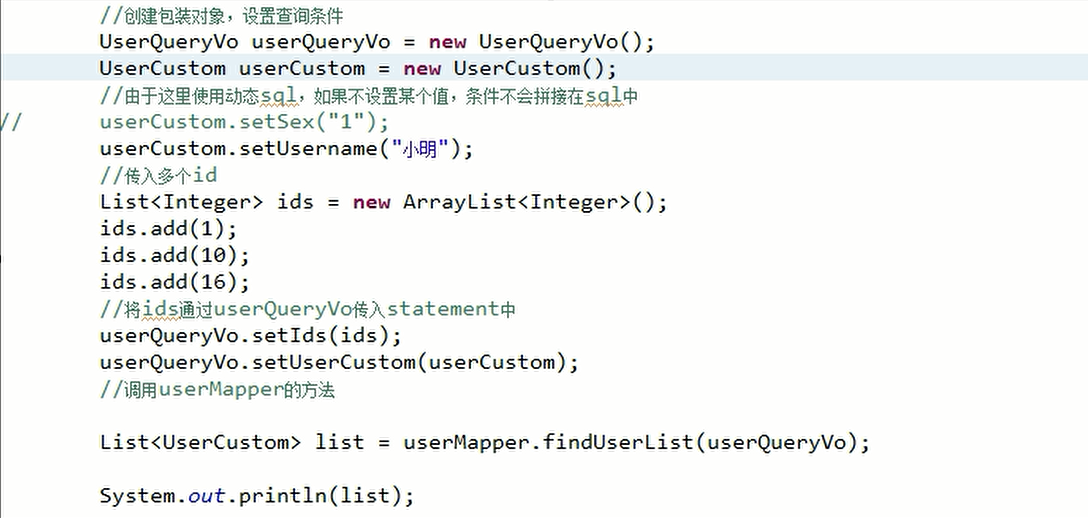 //创建包装对象，设置查询条件
UserQueryVo userQueryVo = new UserQueryVo();
UserCustom userCustom = new UserCustom();
//由于这里使用动态sql，如果不设置某个值，条件不会拼接在sql中
// userCustom.setSex("1");
userCustom.setUsername("小明");
//传入多个id
List<Integer> ids = new ArrayList<Integer>();
ids.add(1);
ids.add(10);
ids.add(16);
//将ids通过userQueryVo传入statement中
userQueryVo.setIds(ids);
userQueryVo.setUserCustom(userCustom);
//调用userMapper的方法
List<UserCustom> list = userMapper.findUserList(userQueryVo);
System.out.println(list);